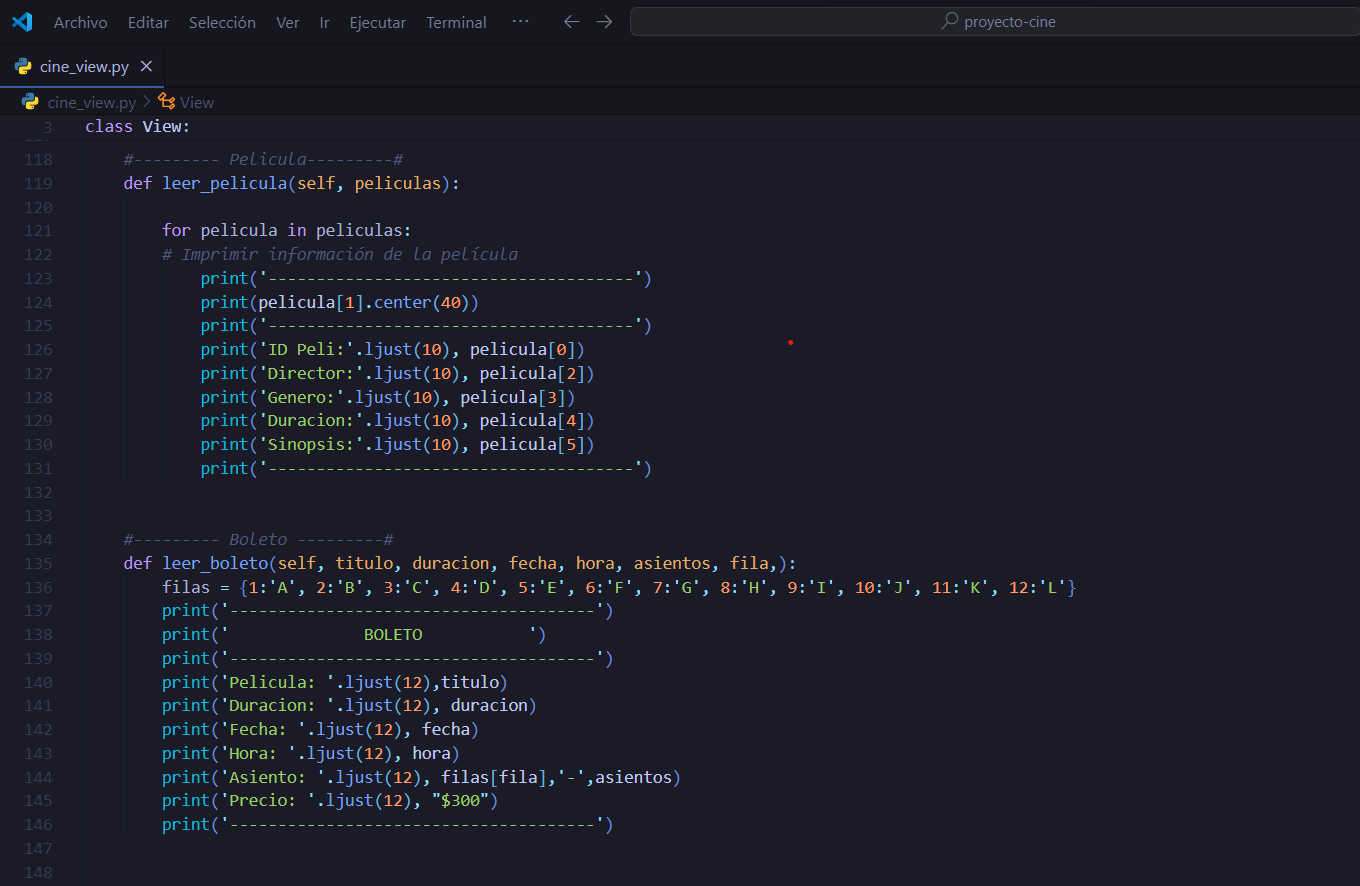 Archivo Editar Selección Ver Ir Ejecutar Terminal ··· proyecto-cine
cine_view.py
cine_view.py > View
3 class View:
118 #--------- Pelicula---------#
119 def leer_pelicula(self, peliculas):
120
121 for pelicula in peliculas:
122 # Imprimir información de la película
123 print('--------------------------------------')
124 print(pelicula[1].center(40))
125 print('--------------------------------------')
126 print('ID Peli:'.ljust(10), pelicula[0])
127 print('Director:'.ljust(10), pelicula[2])
128 print('Genero:'.ljust(10), pelicula[3])
129 print('Duracion:'.ljust(10), pelicula[4])
130 print('Sinopsis:'.ljust(10), pelicula[5])
131 print('--------------------------------------')
132
133
134 #--------- Boleto ---------#
135 def leer_boleto(self, titulo, duracion, fecha, hora, asientos, fila,):
136 filas = {1:'A', 2:'B', 3:'C', 4:'D', 5:'E', 6:'F', 7:'G', 8:'H', 9:'I', 10:'J', 11:'K', 12:'L'}
137 print('--------------------------------------')
138 print('              BOLETO           ')
139 print('--------------------------------------')
140 print('Pelicula: '.ljust(12),titulo)
141 print('Duracion: '.ljust(12), duracion)
142 print('Fecha: '.ljust(12), fecha)
143 print('Hora: '.ljust(12), hora)
144 print('Asiento: '.ljust(12), filas[fila],'-',asientos)
145 print('Precio: '.ljust(12), "$300")
146 print('--------------------------------------')
147
148